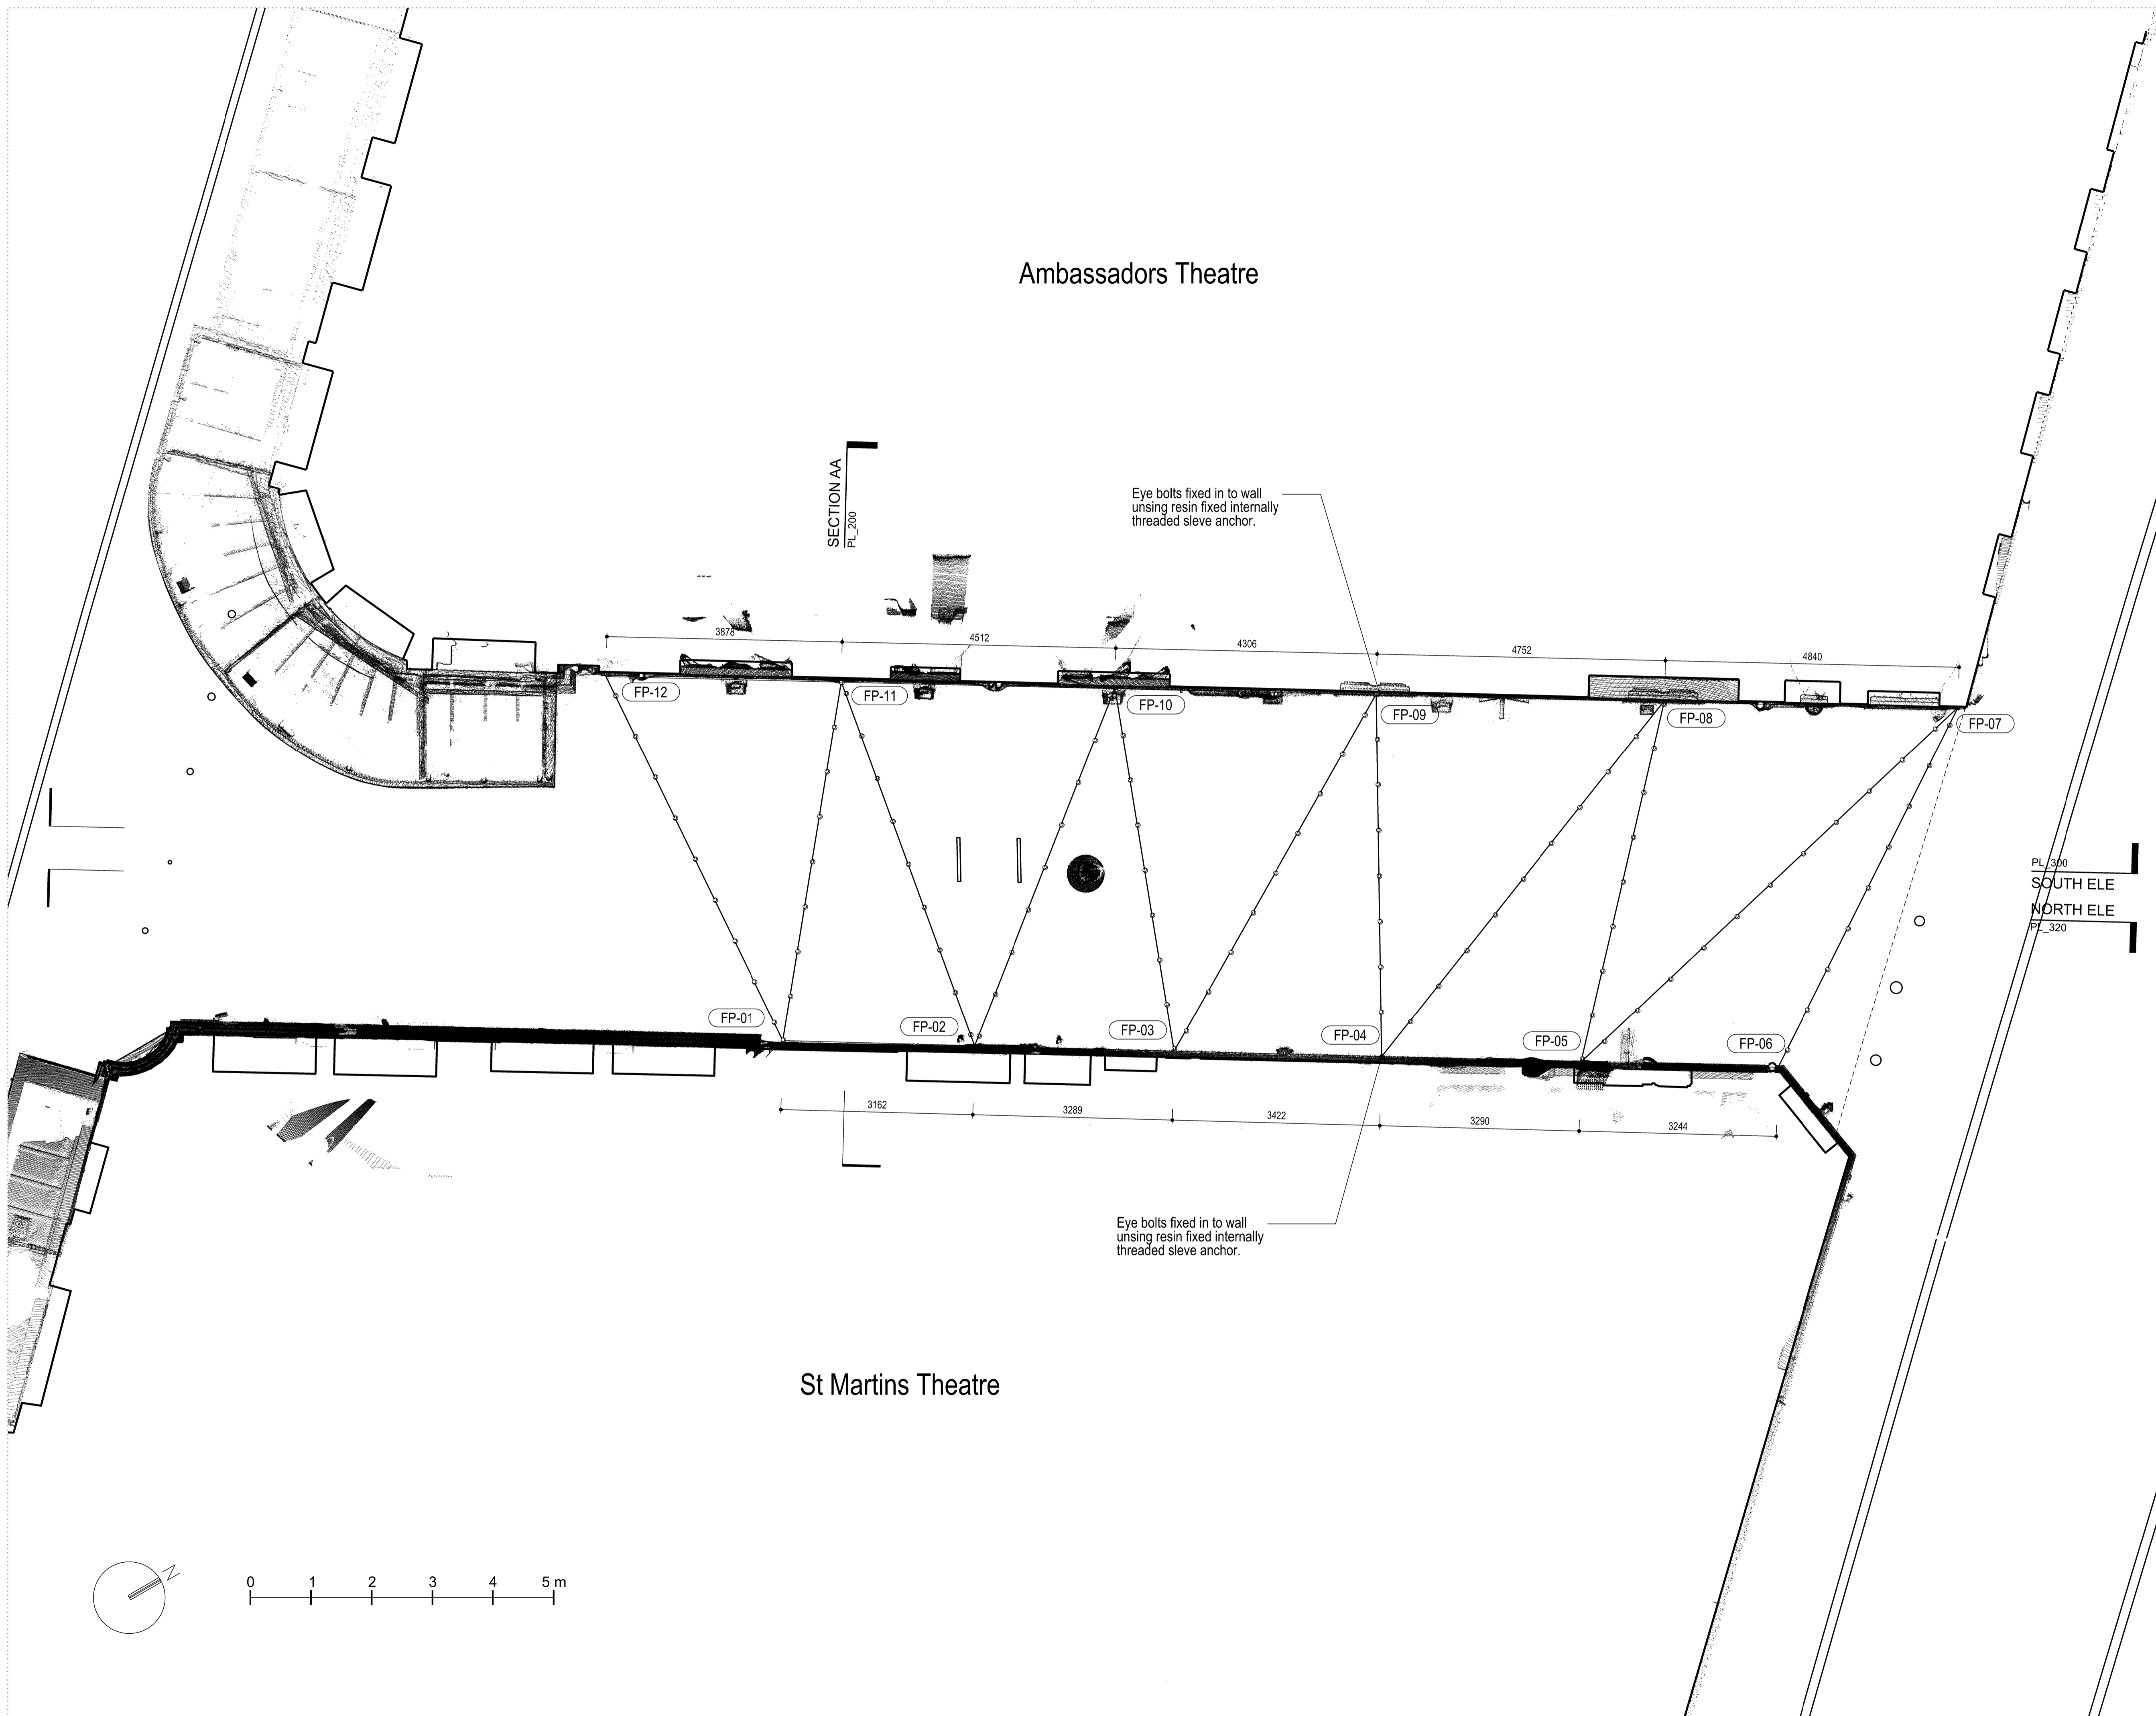 Ambassadors Theatre
SECTION AA
PL_200
Eye bolts fixed in to wall
unsing resin fixed internally
threaded sleve anchor.
3878
4512
4306
4752
4840
FP-12
FP-11
FP-10
FP-09
FP-08
FP-07
PL_300
SOUTH ELE
NORTH ELE
PL_320
FP-01
FP-02
FP-03
FP-04
FP-05
FP-06
3162
3289
3422
3290
3244
Eye bolts fixed in to wall
unsing resin fixed internally
threaded sleve anchor.
St Martins Theatre
N
0 1 2 3 4 5 m